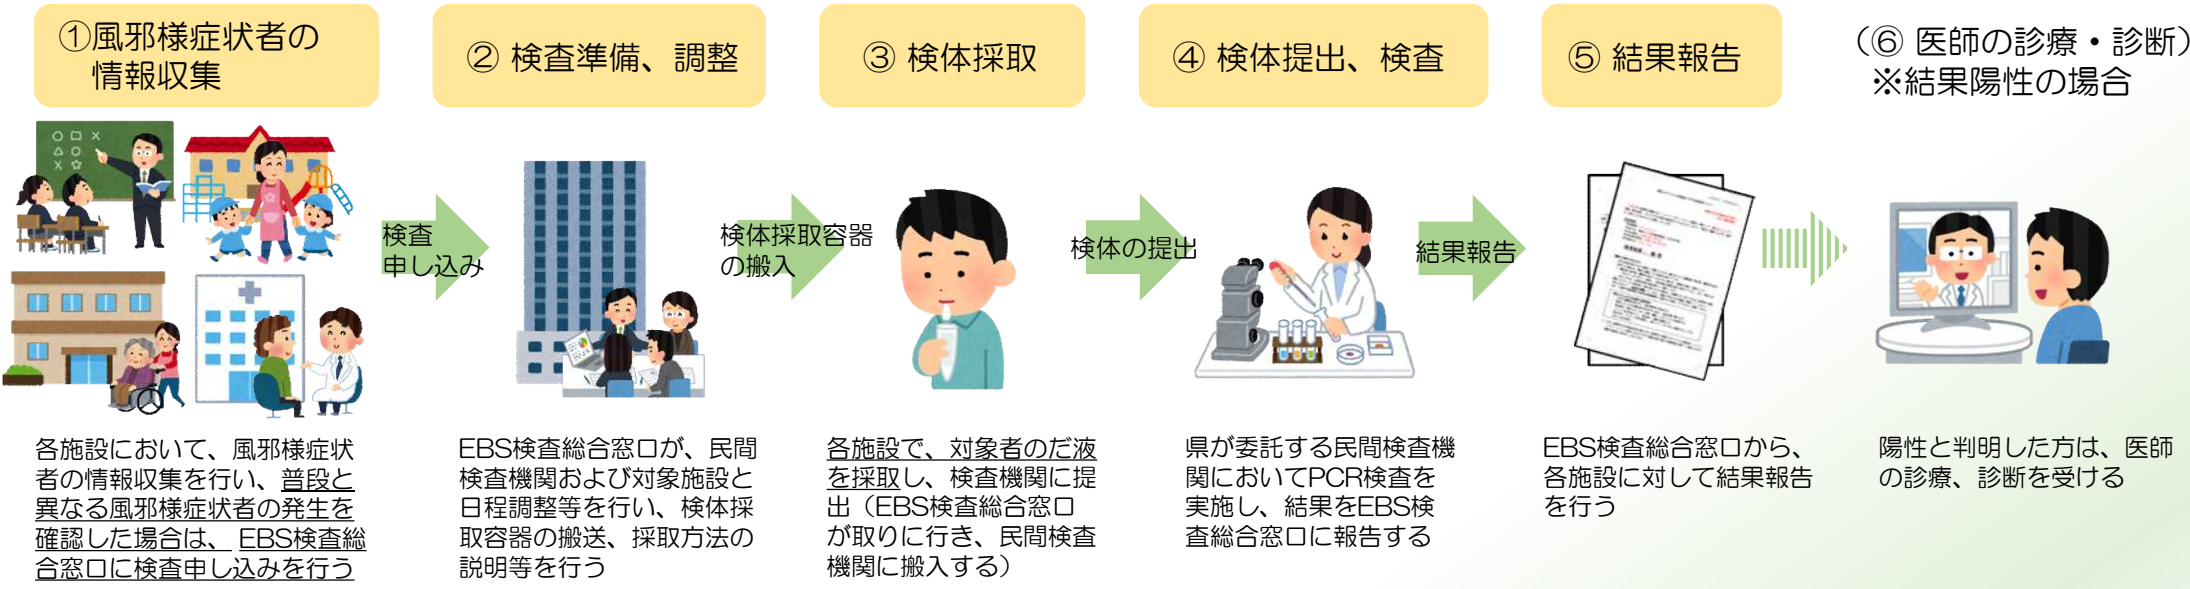 ①風邪様症状者の
情報収集
② 検査準備、調整
③ 検体採取
④ 検体提出、検査
⑤ 結果報告
（⑥ 医師の診療・診断）
※結果陽性の場合
検査
申し込み
検体採取容器
の搬入
検体の提出
結果報告
各施設において、風邪様症状
者の情報収集を行い、普段と
異なる風邪様症状者の発生を
確認した場合は、 EBS検査総
合窓口に検査申し込みを行う
EBS検査総合窓口が、民間
検査機関および対象施設と
日程調整等を行い、検体採
取容器の搬送、採取方法の
説明等を行う
各施設で、対象者のだ液
を採取し、検査機関に提
出（EBS検査総合窓口
が取りに行き、民間検査
機関に搬入する）
県が委託する民間検査機
関においてPCR検査を
実施し、結果をEBS検
査総合窓口に報告する
EBS検査総合窓口から、
各施設に対して結果報告
を行う
陽性と判明した方は、医師
の診療、診断を受ける